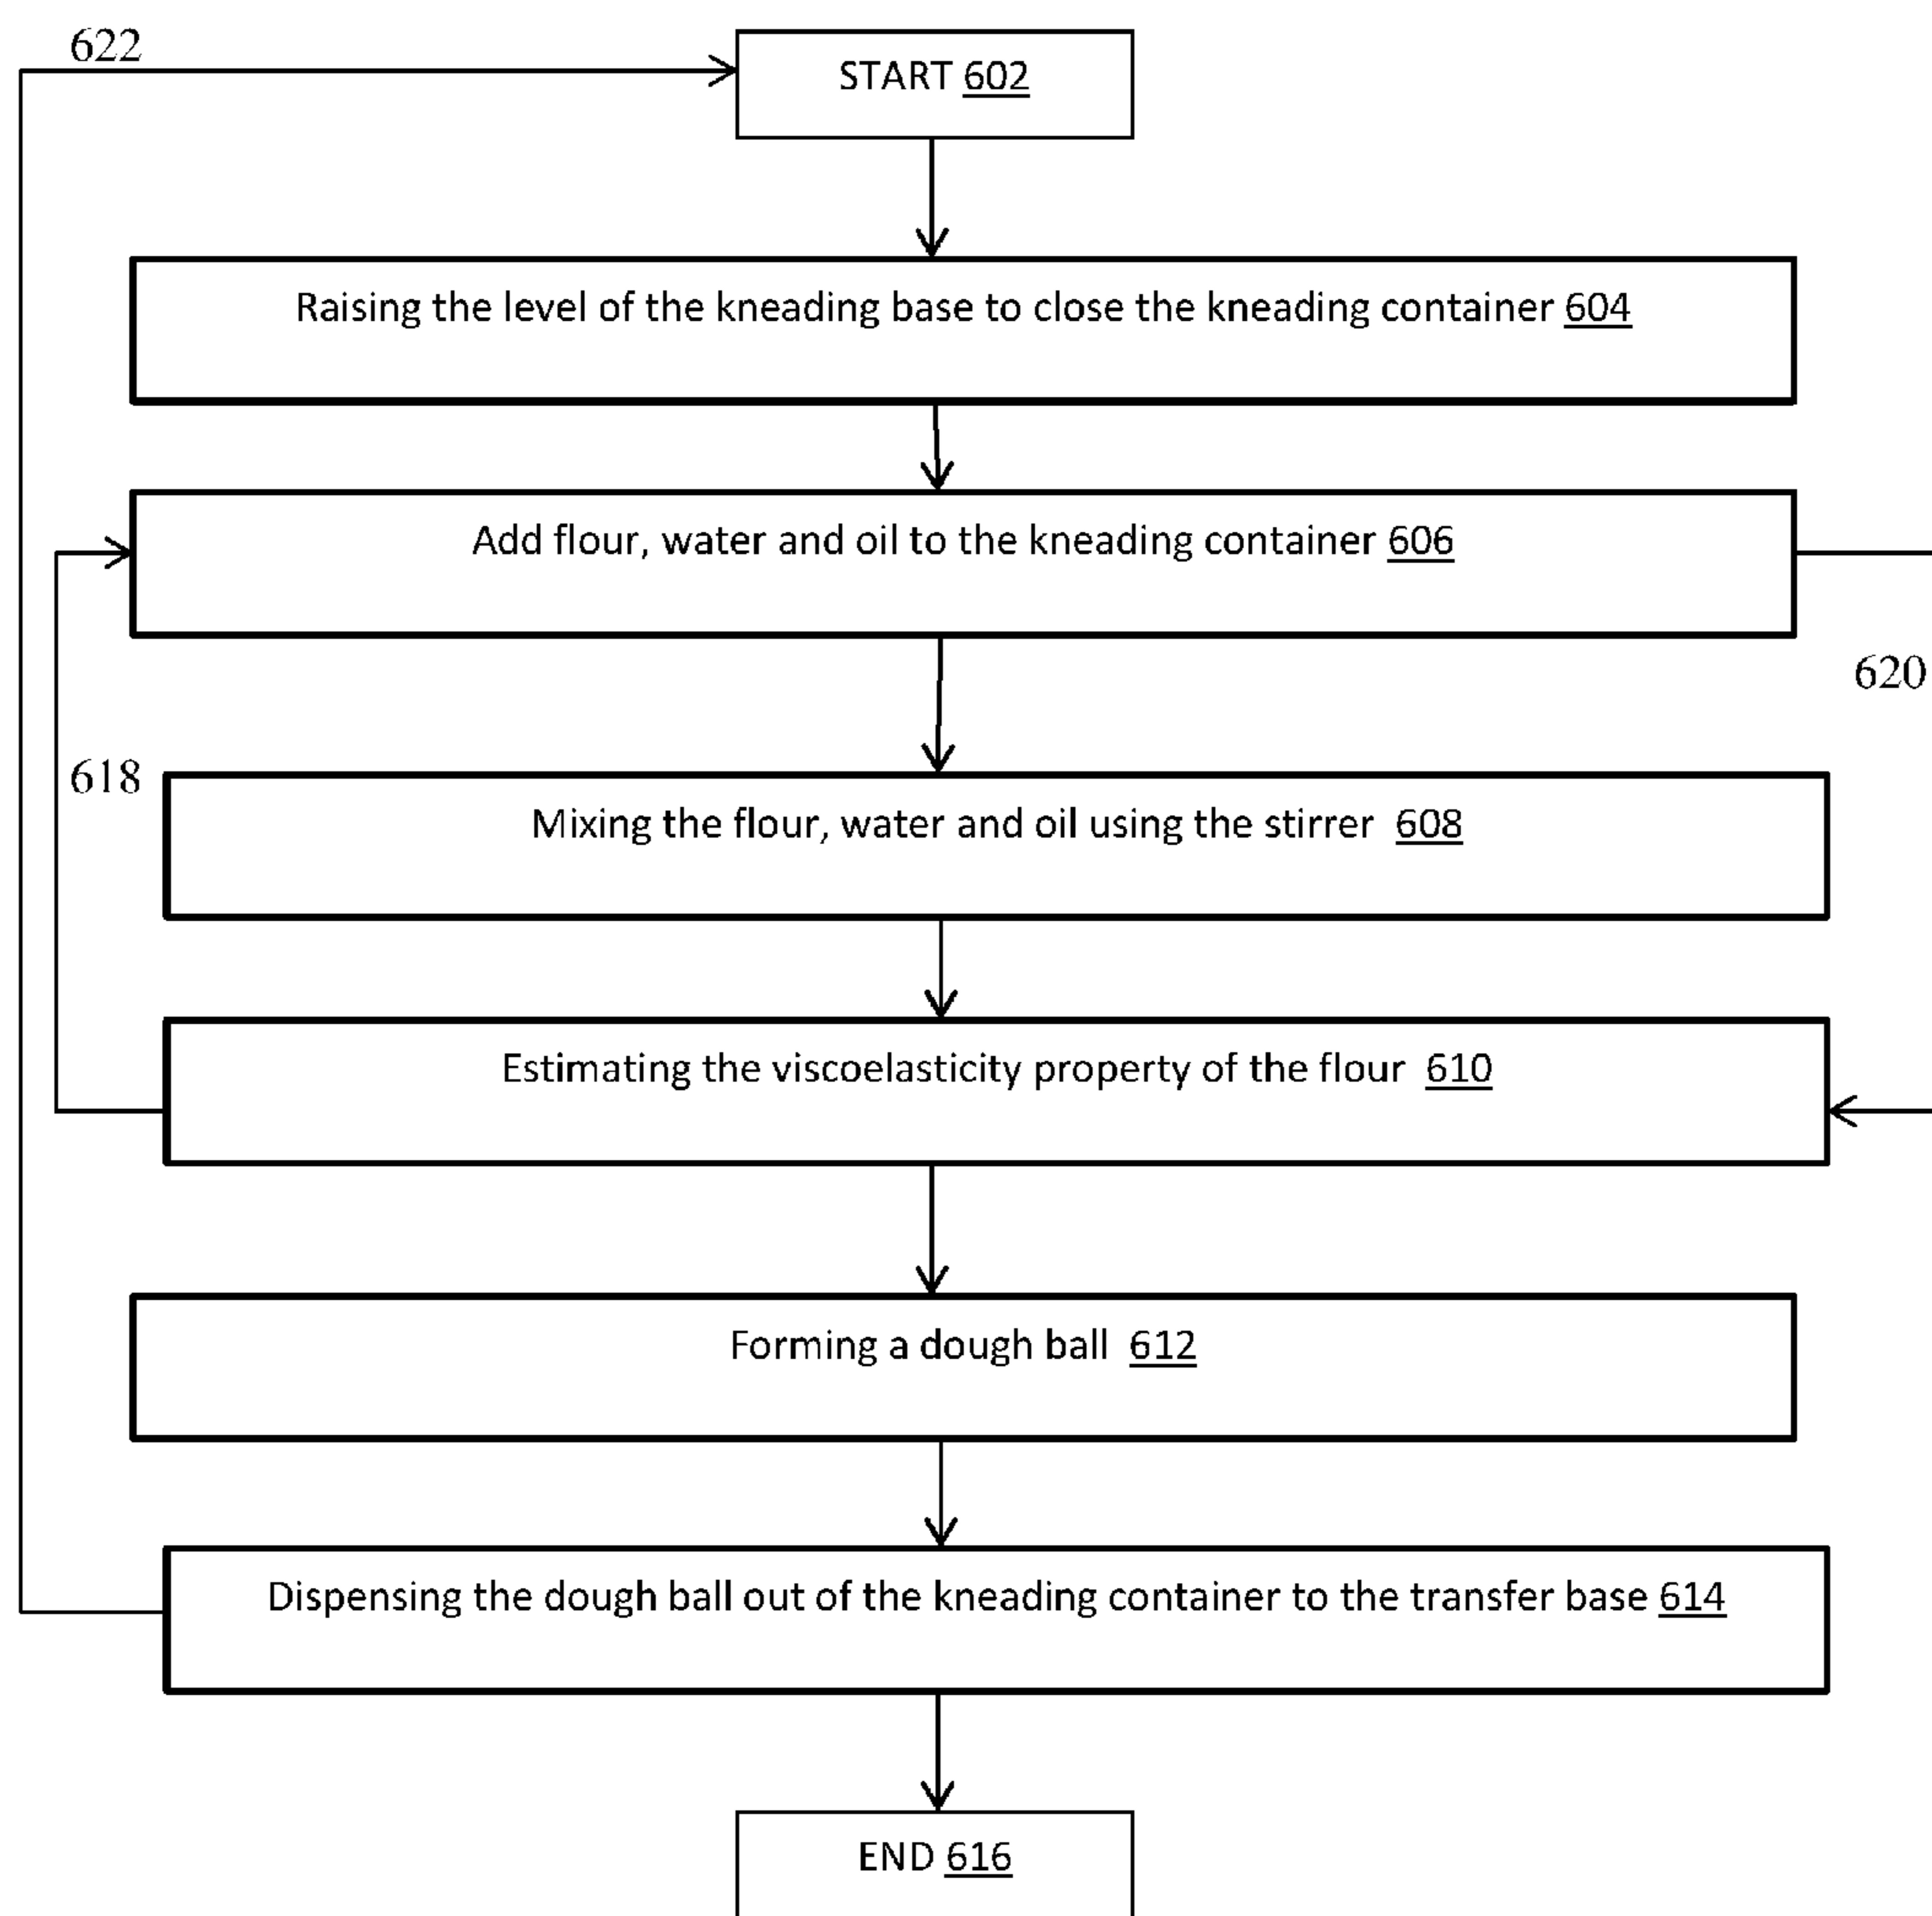 622
START 602
Raising the level of the kneading base to close the kneading container 604
Add flour, water and oil to the kneading container 606
620
618
Mixing the flour, water and oil using the stirrer 608
Estimating the viscoelasticity property of the flour 610
Forming a dough ball 612
Dispensing the dough ball out of the kneading container to the transfer base 614
END 616